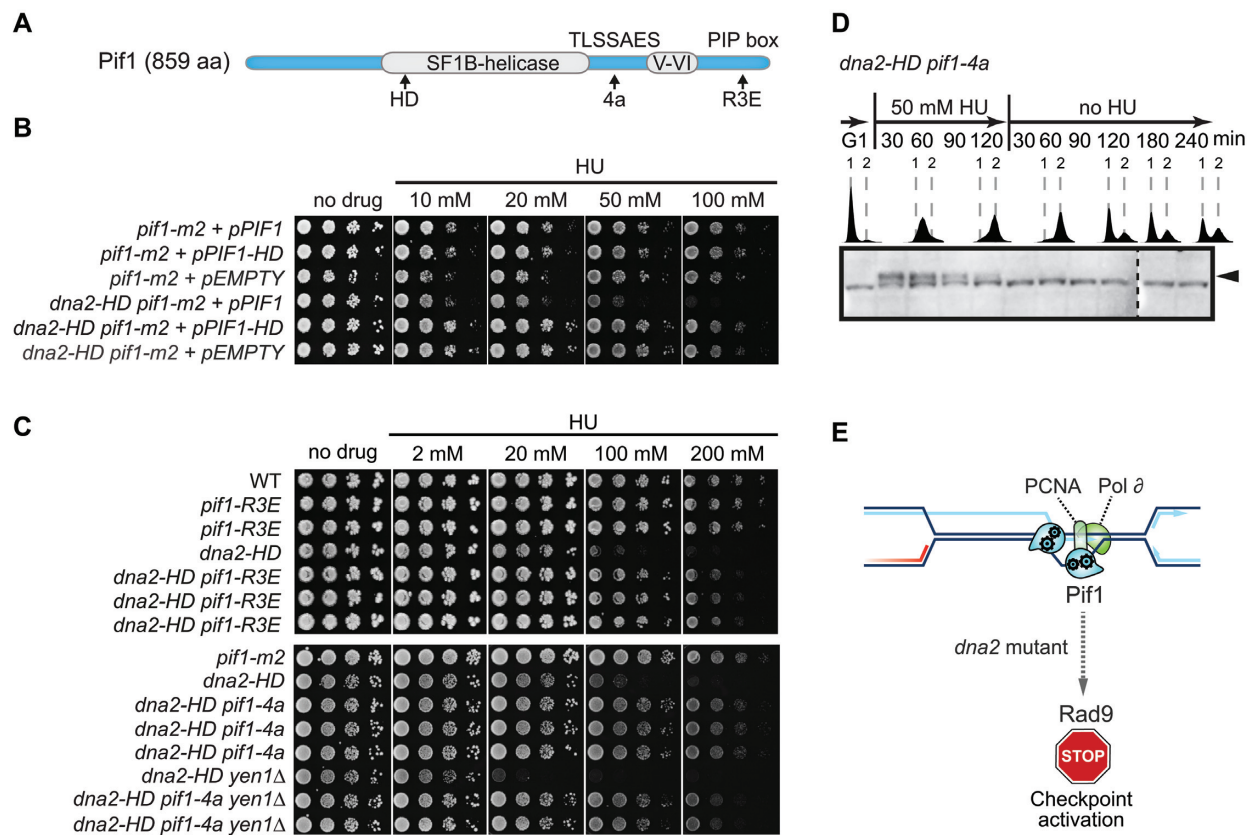 A
TLSSAES PIP box
Pif1 (859 aa) SF1B-helicase V-VI
HD 4a R3E
B
HU
no drug 10 mM 20 mM 50 mM 100 mM
pif1-m2 + pPIF1
pif1-m2 + pPIF1-HD
pif1-m2 + pEMPTY
dna2-HD pif1-m2 + pPIF1
dna2-HD pif1-m2 + pPIF1-HD
dna2-HD pif1-m2 + pEMPTY
C
HU
no drug 2 mM 20 mM 100 mM 200 mM
WT
pif1-R3E
pif1-R3E
dna2-HD
dna2-HD pif1-R3E
dna2-HD pif1-R3E
dna2-HD pif1-R3E
pif1-m2
dna2-HD
dna2-HD pif1-4a
dna2-HD pif1-4a
dna2-HD pif1-4a
dna2-HD yen1Δ
dna2-HD pif1-4a yen1Δ
dna2-HD pif1-4a yen1Δ
D
dna2-HD pif1-4a
50 mM HU no HU
G1 30 60 90 120 30 60 90 120 180 240 min
1 2 1 2 1 2 1 2 1 2 1 2 1 2
E
PCNA Pol ∂
Pif1
dna2 mutant
Rad9
STOP
Checkpoint
activation